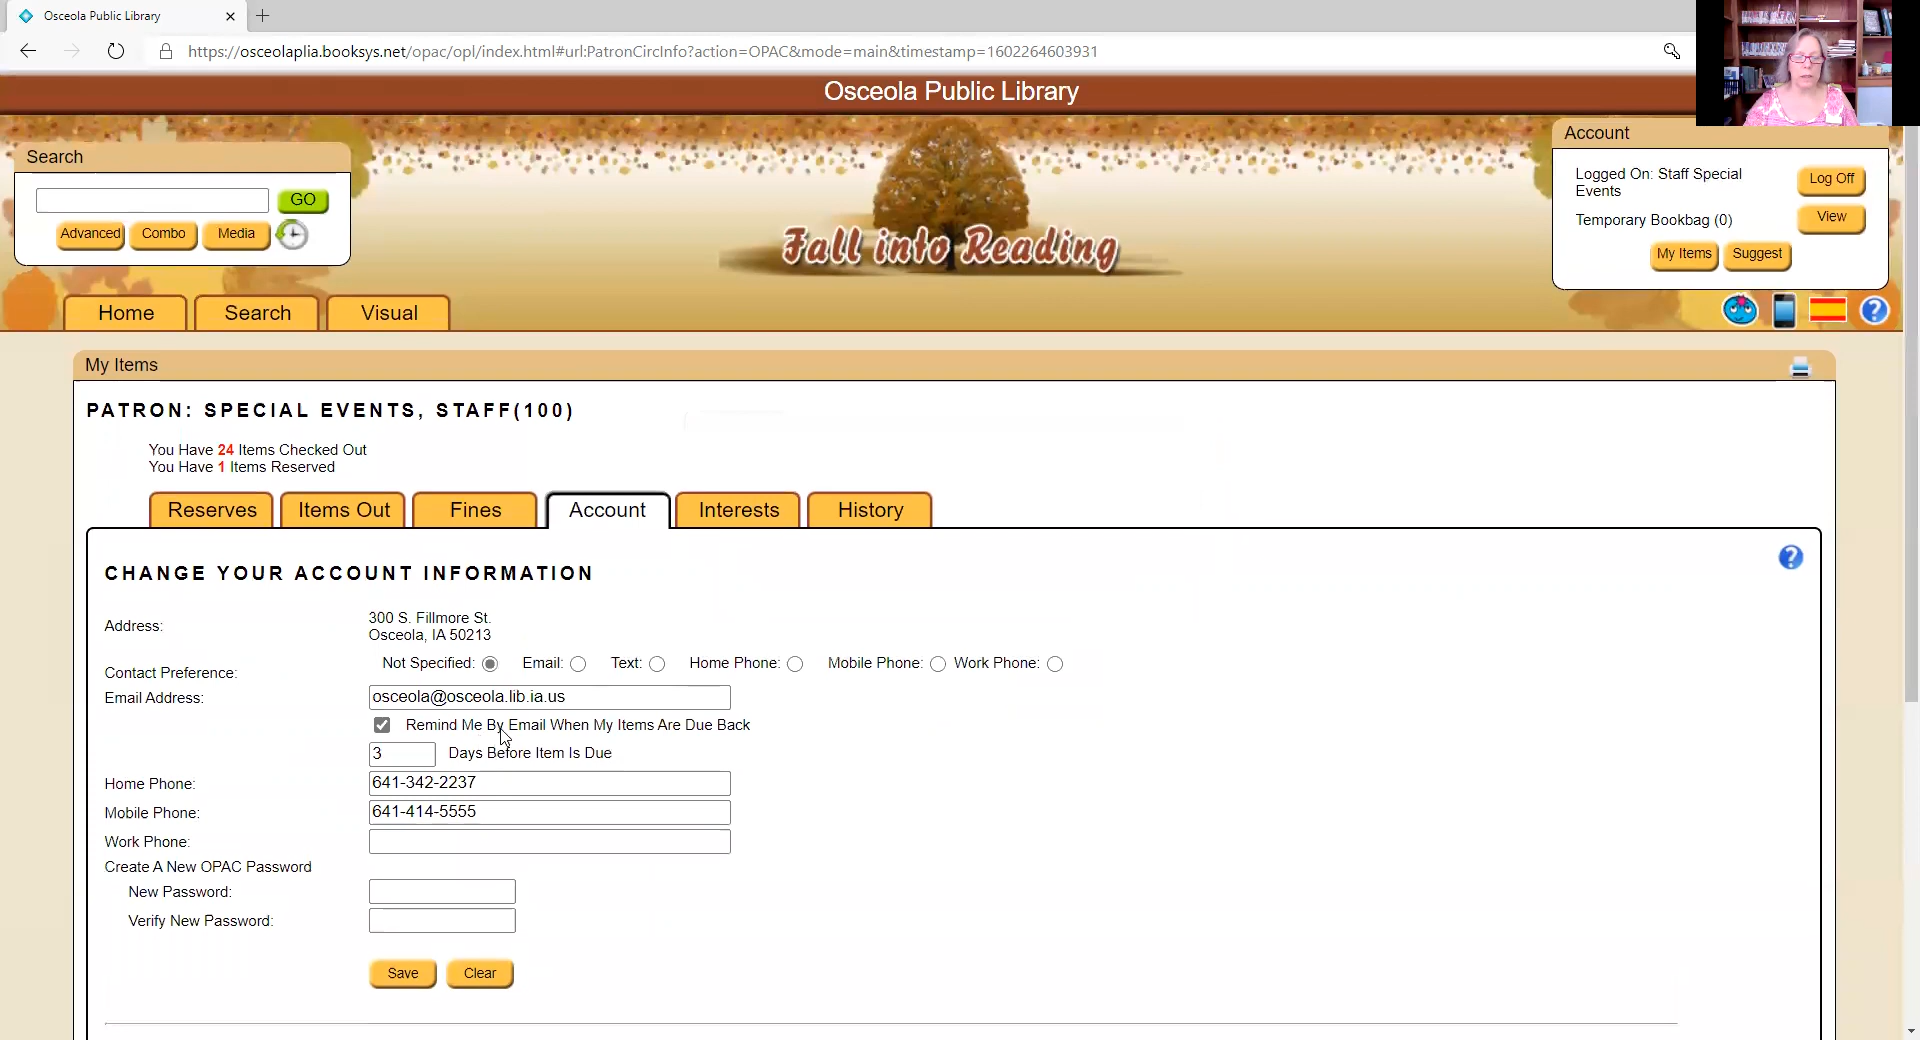 Osceola Public Library
https://osceolaplia.booksys.net/opac/opl/index.html#url:PatronCircInfo?action=OPAC&mode=main&timestamp=1602264603931
Osceola Public Library
Search
GO
Advanced Combo Media
Fall into Reading
Account
Logged On: Staff Special
Events
Log Off
Temporary Bookbag (0)
View
My Items Suggest
Home Search Visual
My Items
PATRON: SPECIAL EVENTS, STAFF(100)
You Have 24 Items Checked Out
You Have 1 Items Reserved
Reserves Items Out Fines Account Interests History
CHANGE YOUR ACCOUNT INFORMATION
Address:
300 S. Fillmore St.
Osceola, IA 50213
Contact Preference:
Not Specified: Email: Text: Home Phone: Mobile Phone: Work Phone:
Email Address:
osceola@osceola.lib.ia.us
Remind Me By Email When My Items Are Due Back
3 Days Before Item Is Due
Home Phone: 641-342-2237
Mobile Phone: 641-414-5555
Work Phone:
Create A New OPAC Password
New Password:
Verify New Password:
Save Clear